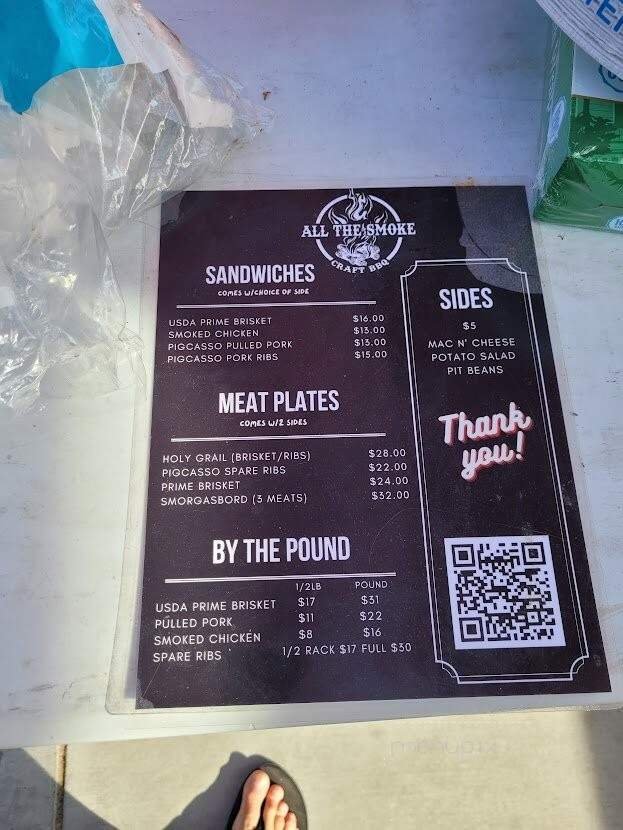 ALL THE SMOKE
CRAFT BBQ
SANDWICHES
COMES W/CHOICE OF SIDE
USDA PRIME BRISKET $16.00
SMOKED CHICKEN $13.00
PIGCASSO PULLED PORK $13.00
PIGCASSO PORK RIBS $15.00
MEAT PLATES
COMES W/2 SIDES
HOLY GRAIL (BRISKET/RIBS) $28.00
PIGCASSO SPARE RIBS $22.00
PRIME BRISKET $24.00
SMORGASBORD (3 MEATS) $32.00
BY THE POUND
1/2LB POUND
USDA PRIME BRISKET $17 $31
PULLED PORK $11 $22
SMOKED CHICKEN $8 $16
SPARE RIBS 1/2 RACK $17 FULL $30
SIDES
$5
MAC N' CHEESE
POTATO SALAD
PIT BEANS
Thank
you!